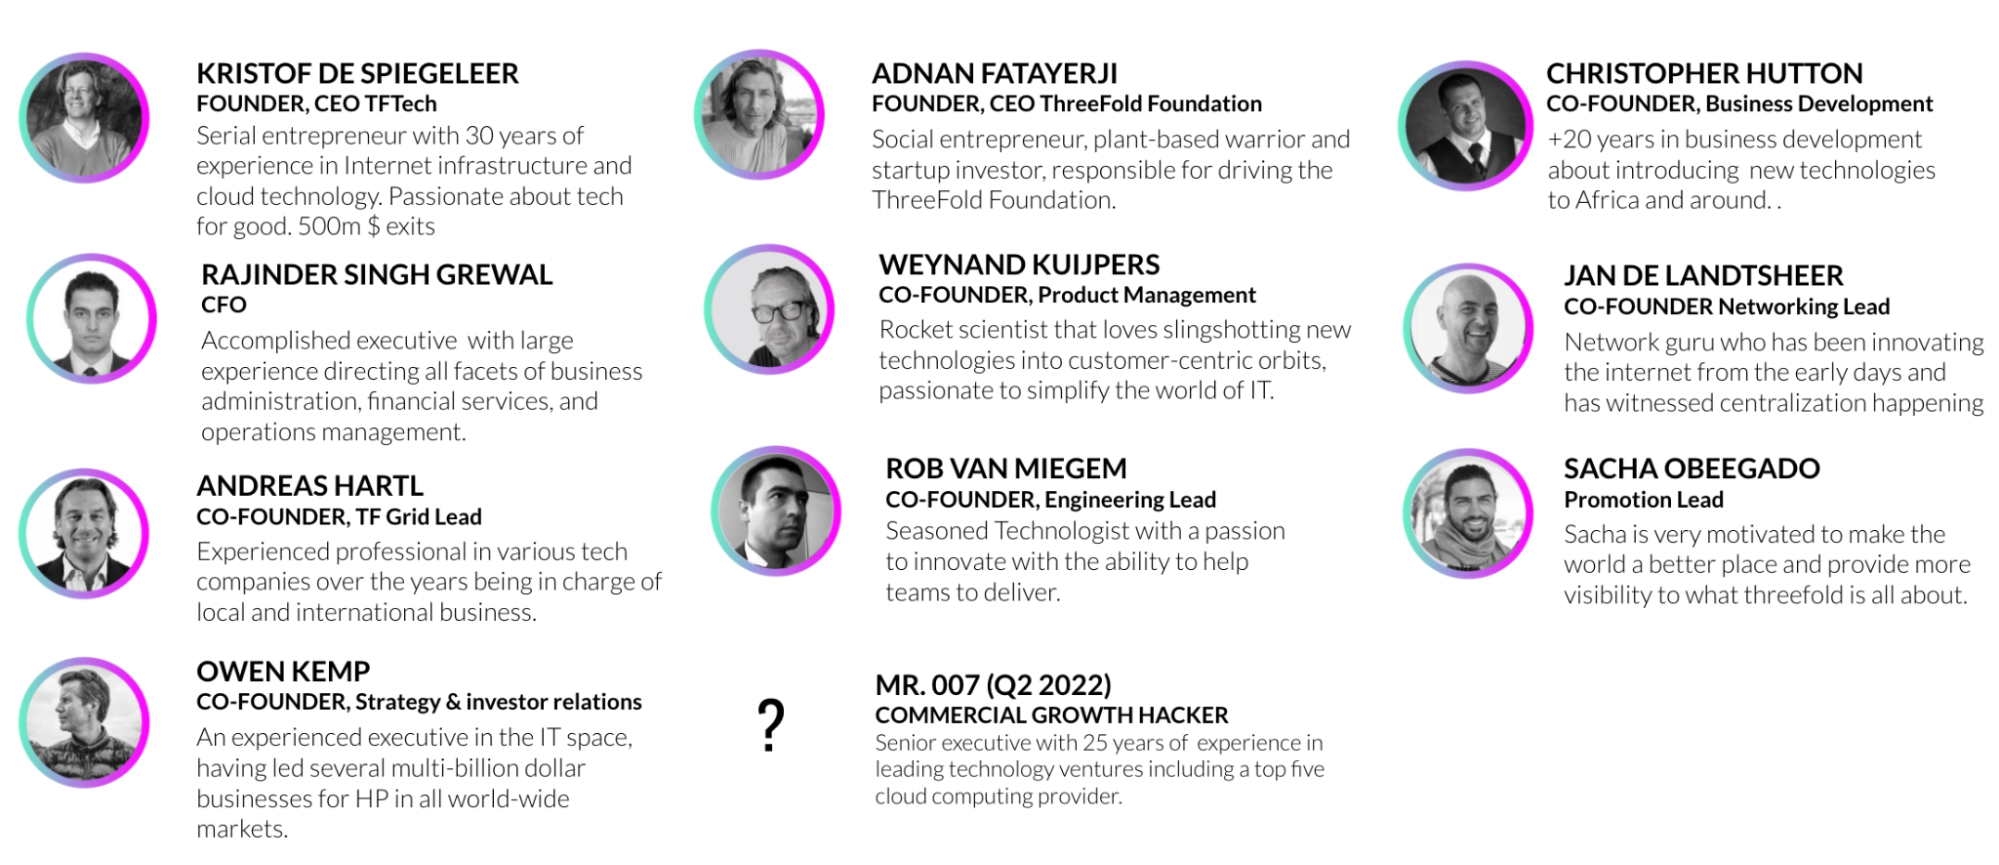 KRISTOF DE SPIEGELEER
FOUNDER, CEO TFTech
Serial entrepreneur with 30 years of
experience in Internet infrastructure and
cloud technology. Passionate about tech
for good. 500m $ exits
ADNAN FATAYERJI
FOUNDER, CEO ThreeFold Foundation
Social entrepreneur, plant-based warrior and
startup investor, responsible for driving the
ThreeFold Foundation.
CHRISTOPHER HUTTON
CO-FOUNDER, Business Development
+20 years in business development
about introducing  new technologies
to Africa and around. .
RAJINDER SINGH GREWAL
CFO
Accomplished executive  with large
experience directing all facets of business
administration, financial services, and
operations management.
WEYNAND KUIJPERS
CO-FOUNDER, Product Management
Rocket scientist that loves slingshotting new
technologies into customer-centric orbits,
passionate to simplify the world of IT.
JAN DE LANDTSHEER
CO-FOUNDER Networking Lead
Network guru who has been innovating
the internet from the early days and
has witnessed centralization happening
ANDREAS HARTL
CO-FOUNDER, TF Grid Lead
Experienced professional in various tech
companies over the years being in charge of
local and international business.
ROB VAN MIEGEM
CO-FOUNDER, Engineering Lead
Seasoned Technologist with a passion
to innovate with the ability to help
teams to deliver.
SACHA OBEEGADO
Promotion Lead
Sacha is very motivated to make the
world a better place and provide more
visibility to what threefold is all about.
OWEN KEMP
CO-FOUNDER, Strategy & investor relations
An experienced executive in the IT space,
having led several multi-billion dollar
businesses for HP in all world-wide
markets.
?
MR. 007 (Q2 2022)
COMMERCIAL GROWTH HACKER
Senior executive with 25 years of  experience in
leading technology ventures including a top five
cloud computing provider.